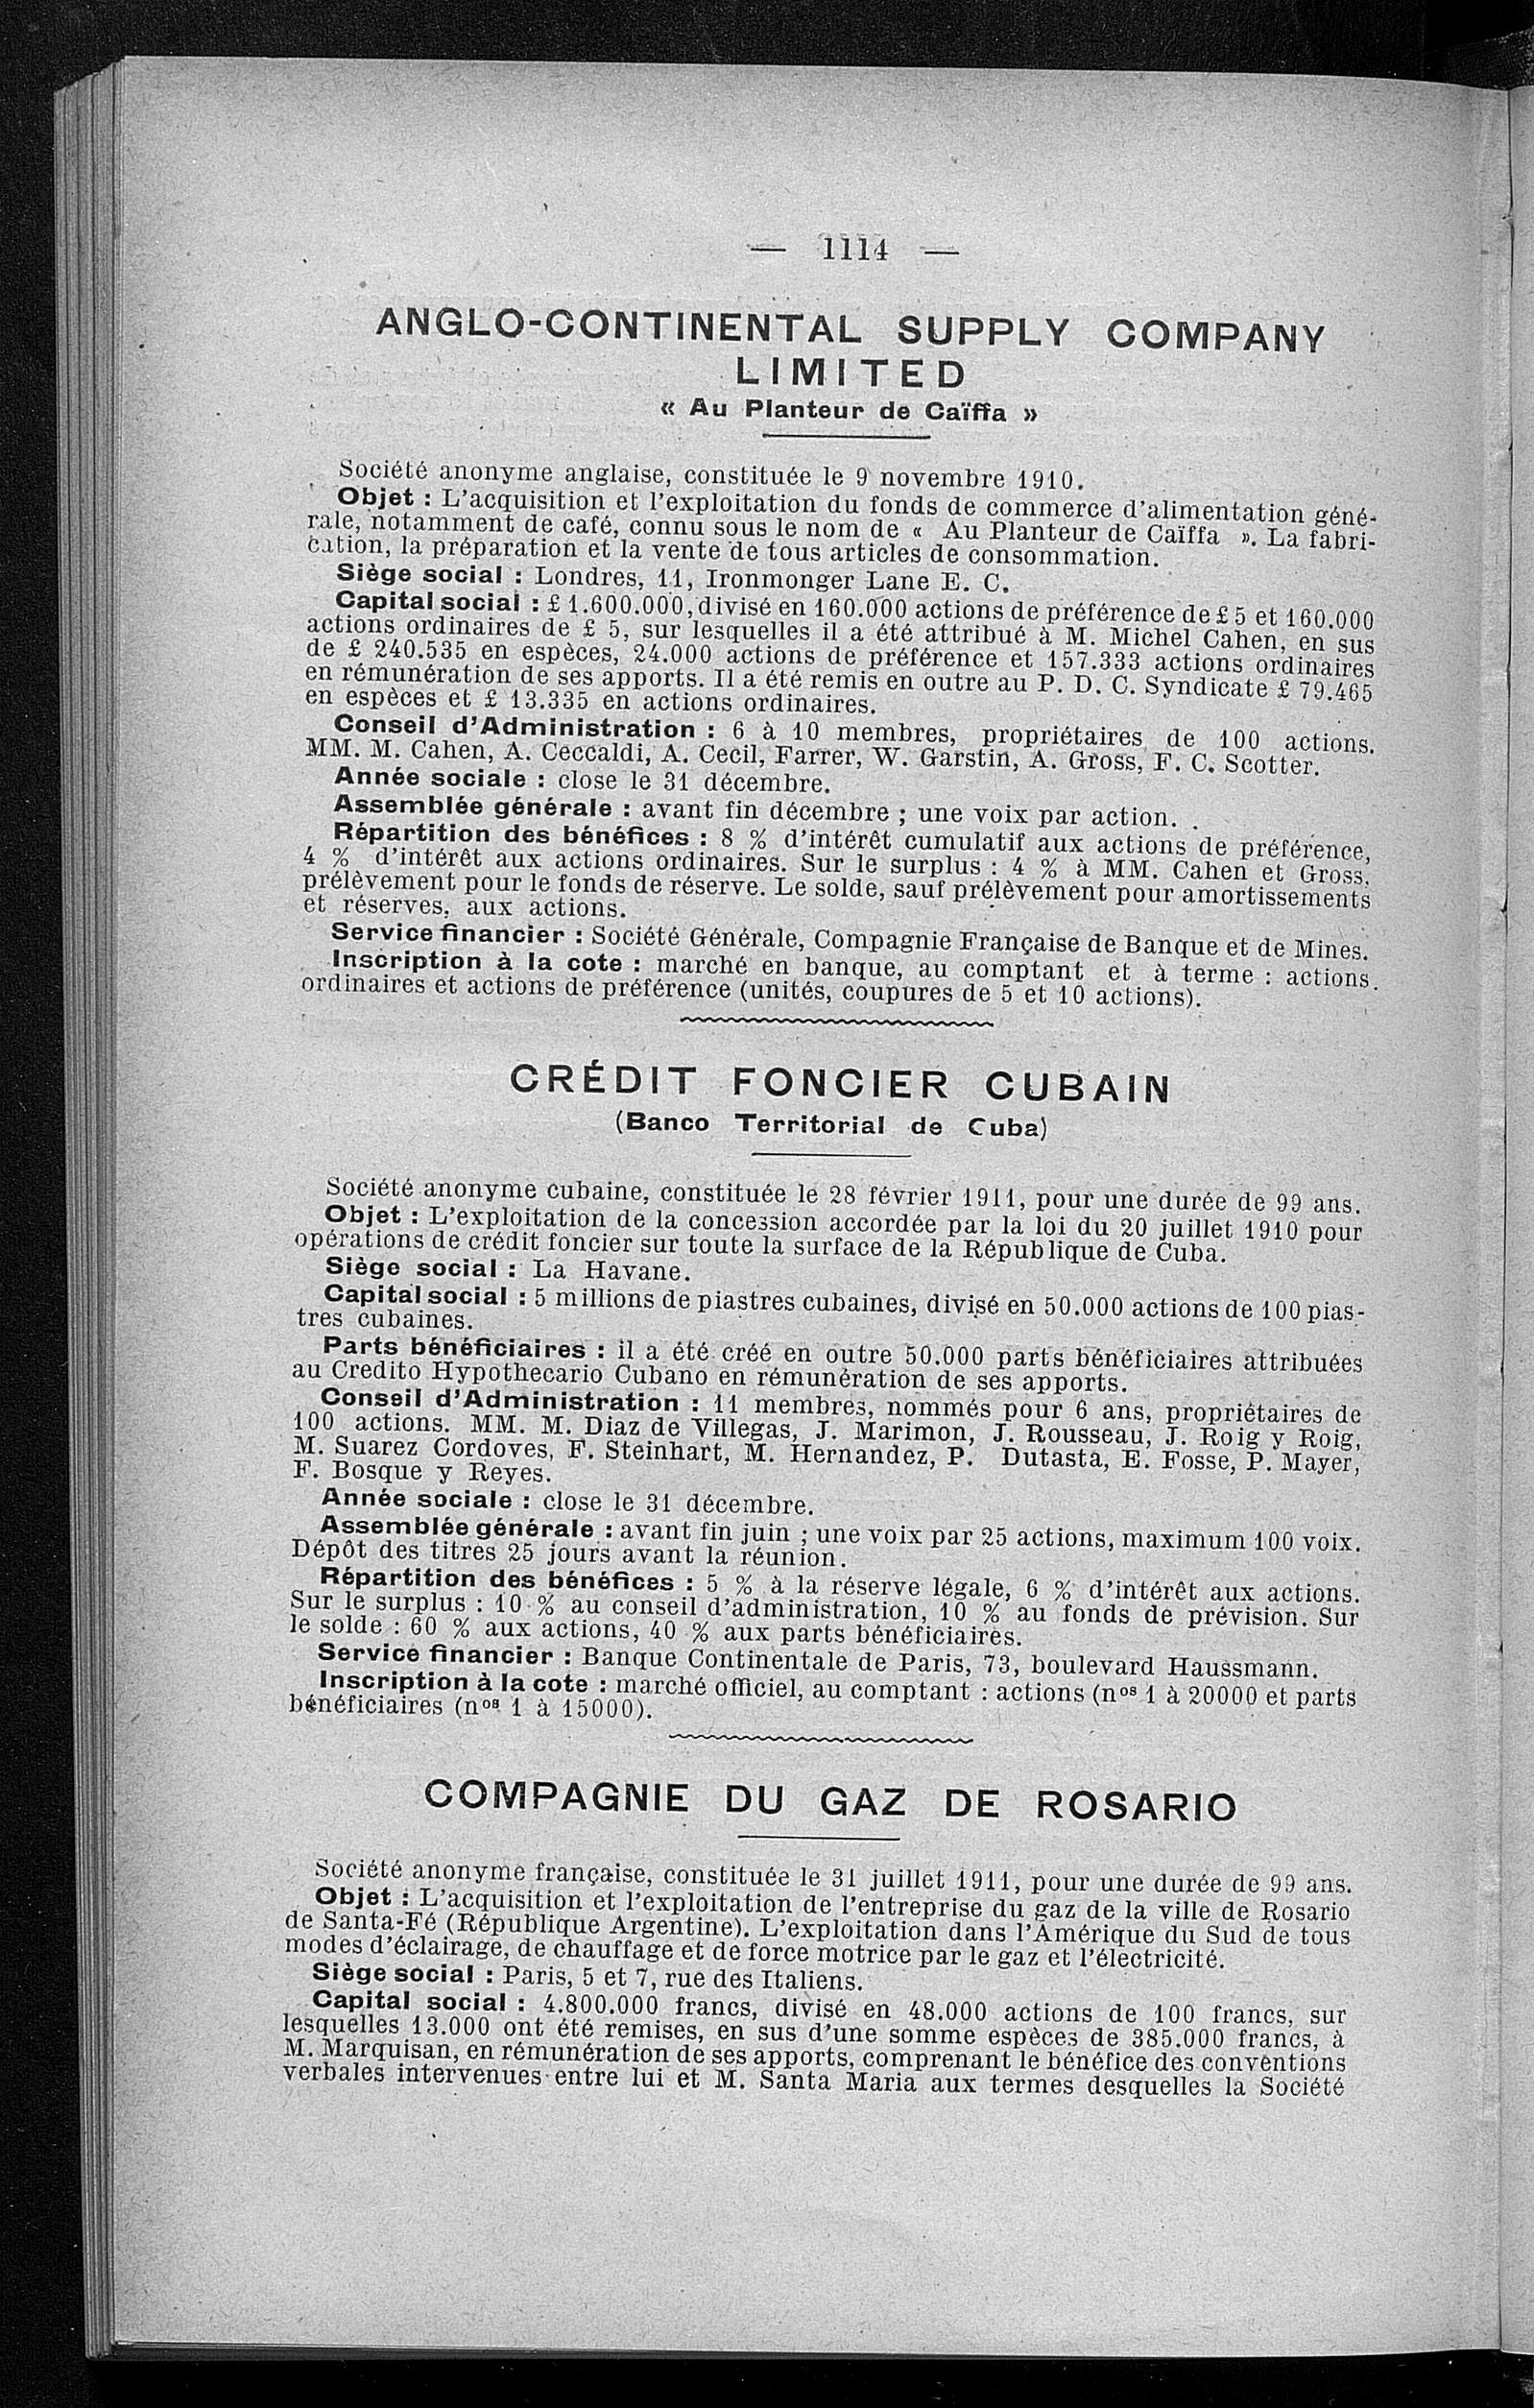 — 1114 —
ANGLO-CONTINENTAL SUPPLY COMPANY
LIMITED
« Au Planteur de Caïffa »
Société anonyme anglaise, constituée le 9 novembre 1910.
Objet : L'acquisition et l'exploitation du fonds de commerce d'alimentation géné-
rale, notamment de café, connu sous le nom de « Au Planteur de Caïffa ». La fabri-
cation, la préparation et la vente de tous articles de consommation.
Siège social : Londres, 11, Ironmonger Lane E. C.
Capital social : £ 1.600.000, divisé en 160.000 actions de préférence de £ 5 et 160.000
actions ordinaires de £ 5, sur lesquelles il a été attribué à M. Michel Cahen, en sus
de £ 240.535 en espèces, 24.000 actions de préférence et 157.333 actions ordinaires
en rémunération de ses apports. Il a été remis en outre au P. D. C. Syndicate £ 79.465
en espèces et £ 13.335 en actions ordinaires.
Conseil d'Administration : 6 à 10 membres, propriétaires de 100 actions.
MM. M. Cahen, A. Ceccaldi, A. Cecil, Farrer, W. Garstin, A. Gross, F. C. Scotter.
Année sociale : close le 31 décembre.
Assemblée générale : avant fin décembre ; une voix par action.
Répartition des bénéfices : 8 % d'intérêt cumulatif aux actions de préférence,
4 % d'intérêt aux actions ordinaires. Sur le surplus : 4 % à MM. Cahen et Gross,
prélèvement pour le fonds de réserve. Le solde, sauf prélèvement pour amortissements
et réserves, aux actions.
Service financier : Société Générale, Compagnie Française de Banque et de Mines.
Inscription à la cote : marché en banque, au comptant et à terme : actions
ordinaires et actions de préférence (unités, coupures de 5 et 10 actions).
CRÉDIT FONCIER CUBAIN
(Banco Territorial de Cuba)
Société anonyme cubaine, constituée le 28 février 1911, pour une durée de 99 ans.
Objet : L'exploitation de la concession accordée par la loi du 20 juillet 1910 pour
opérations de crédit foncier sur toute la surface de la République de Cuba.
Siège social : La Havane.
Capital social : 5 millions de piastres cubaines, divisé en 50.000 actions de 100 pias-
tres cubaines.
Parts bénéficiaires : il a été créé en outre 50.000 parts bénéficiaires attribuées
au Credito Hypothecario Cubano en rémunération de ses apports.
Conseil d'Administration : 11 membres, nommés pour 6 ans, propriétaires de
100 actions. MM. M. Diaz de Villegas, J. Marimon, J. Rousseau, J. Roig y Roig,
M. Suarez Cordoves, F. Steinhart, M. Hernandez, P. Dutasta, E. Fosse, P. Mayer,
F. Bosque y Reyes.
Année sociale : close le 31 décembre.
Assemblée générale : avant fin juin ; une voix par 25 actions, maximum 100 voix.
Dépôt des titres 25 jours avant la réunion.
Répartition des bénéfices : 5 % à la réserve légale, 6 % d'intérêt aux actions.
Sur le surplus : 10 % au conseil d'administration, 10 % au fonds de prévision. Sur
le solde : 60 % aux actions, 40 % aux parts bénéficiaires.
Service financier : Banque Continentale de Paris, 73, boulevard Haussmann.
Inscription à la cote : marché officiel, au comptant : actions (nos 1 à 20000 et parts
bénéficiaires (nos 1 à 15000).
COMPAGNIE DU GAZ DE ROSARIO
Société anonyme française, constituée le 31 juillet 1911, pour une durée de 99 ans.
Objet : L'acquisition et l'exploitation de l'entreprise du gaz de la ville de Rosario
de Santa-Fé (République Argentine). L'exploitation dans l'Amérique du Sud de tous
modes d'éclairage, de chauffage et de force motrice par le gaz et l'électricité.
Siège social : Paris, 5 et 7, rue des Italiens.
Capital social : 4.800.000 francs, divisé en 48.000 actions de 100 francs, sur
lesquelles 13.000 ont été remises, en sus d'une somme espèces de 385.000 francs, à
M. Marquisan, en rémunération de ses apports, comprenant le bénéfice des conventions
verbales intervenues entre lui et M. Santa Maria aux termes desquelles la Société